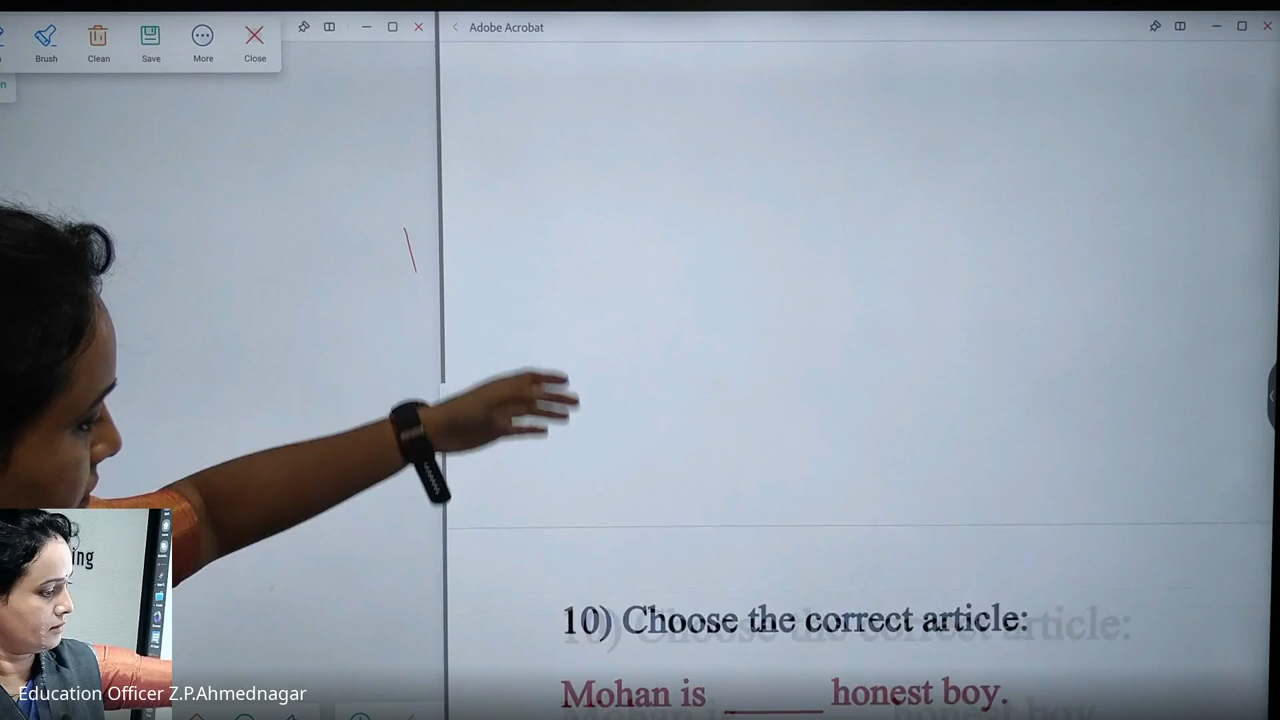 Brush
Clean
Save
More
Close
Adobe Acrobat
n
10) Choose the correct article:
Mohan is ______ honest boy.
ing
Education Officer Z.P.Ahmednagar